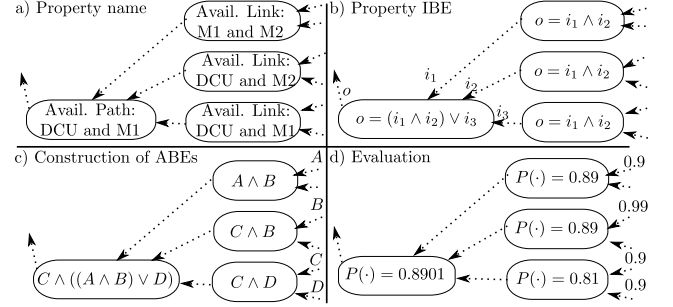 a) Property name
Avail. Link:
M1 and M2
Avail. Link:
DCU and M2
Avail. Path:
DCU and M1
Avail. Link:
DCU and M1
b) Property IBE
o = i₁ ∧ i₂
i₁
o = i₁ ∧ i₂
i₂
o
o = (i₁ ∧ i₂) ∨ i₃
i₃
o = i₁ ∧ i₂
c) Construction of ABEs
A
A ∧ B
B
C ∧ B
C
C ∧ ((A ∧ B) ∨ D)
C ∧ D
D
d) Evaluation
0.9
P(·) = 0.89
0.99
P(·) = 0.89
0.9
P(·) = 0.8901
P(·) = 0.81
0.9